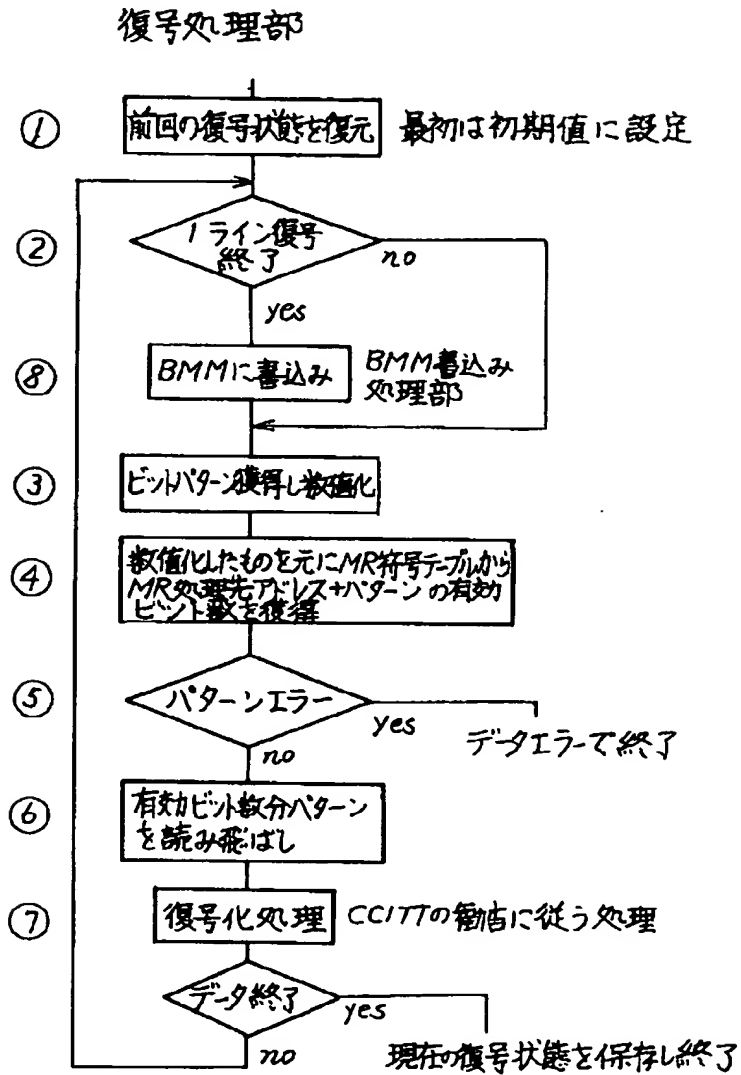 復号処理部
① 前回の復号状態を復元 最初は初期値に設定
② 1ライン復号
終了
no
yes
⑧ BMMに書込み
BMM書込み
処理部
③ ビットパターン獲得し数値化
④ 数値化したものを元にMR符号テーブルから
MR処理先アドレス+パターンの有効
ビット数を獲得
⑤ パターンエラー
yes
データエラーで終了
no
⑥ 有効ビット数分パターン
を読み飛ばし
⑦ 復号化処理 CCITTの勧告に従う処理
データ終了
yes
no
現在の復号状態を保存し終了